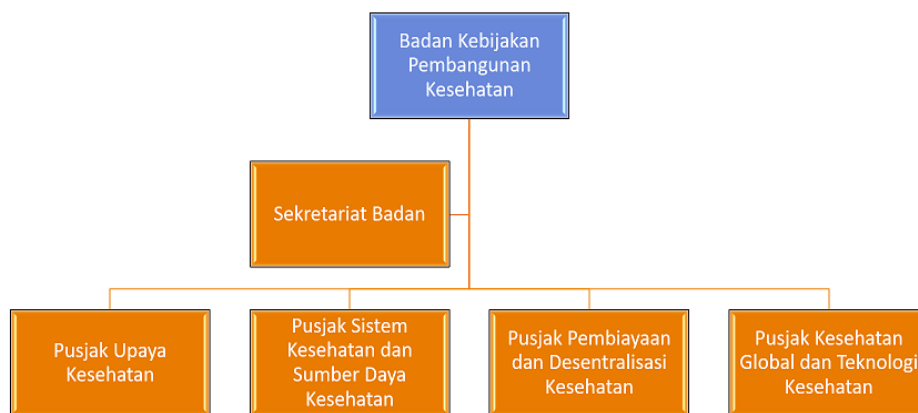 Badan Kebijakan
Pembangunan
Kesehatan
Sekretariat Badan
Pusjak Upaya
Kesehatan
Pusjak Sistem
Kesehatan dan
Sumber Daya
Kesehatan
Pusjak Pembiayaan
dan Desentralisasi
Kesehatan
Pusjak Kesehatan
Global dan Teknologi
Kesehatan